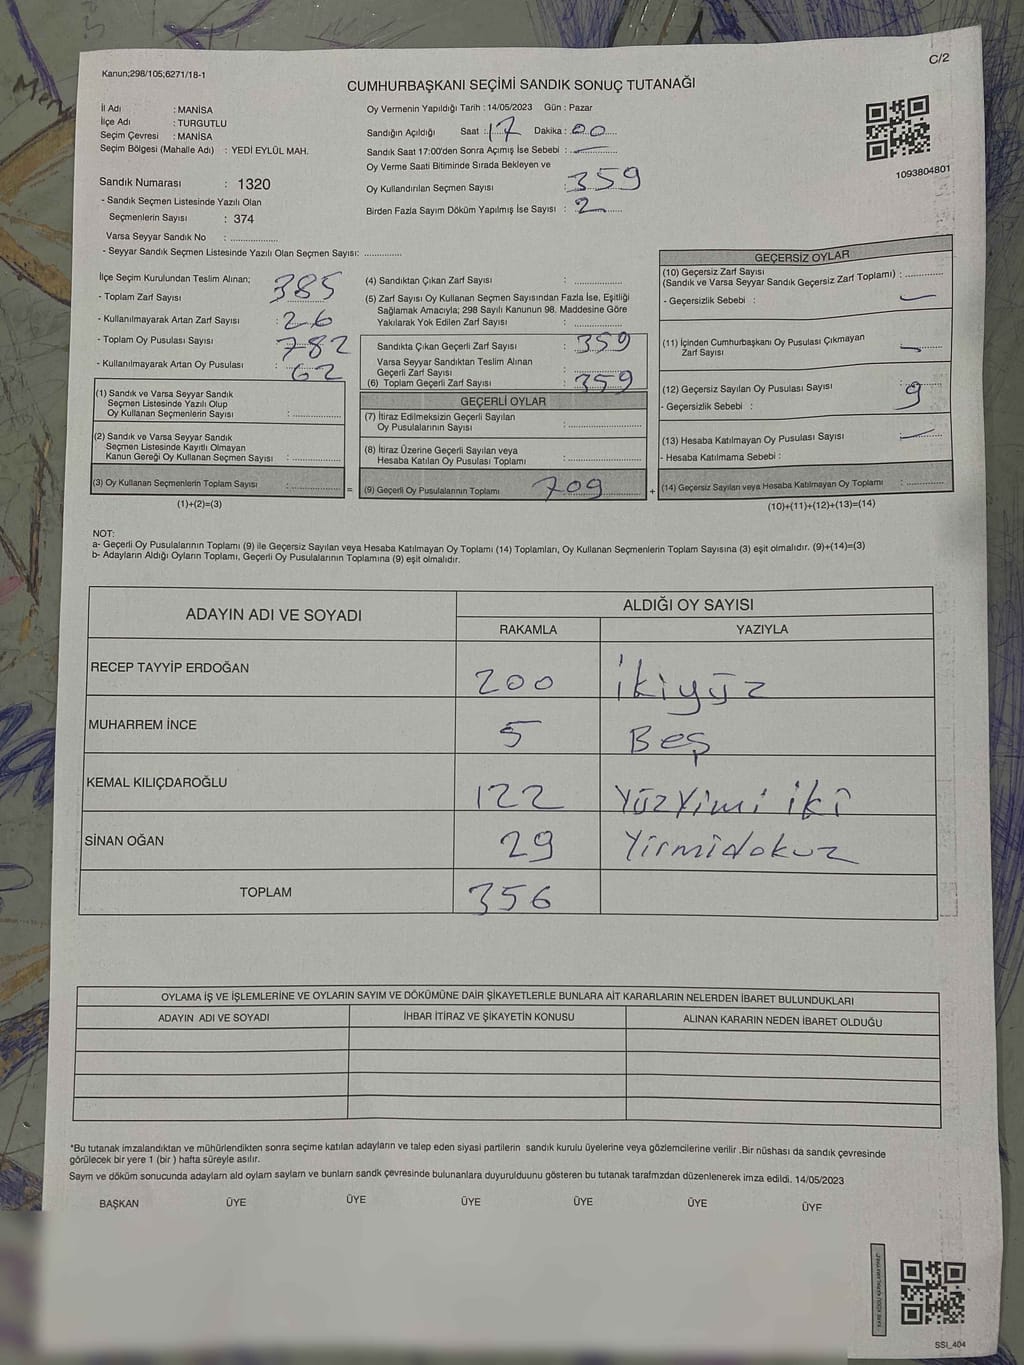 C/2
Kanun;298/105;6271/18-1
CUMHURBAŞKANI SEÇİMİ SANDIK SONUÇ TUTANAĞI
İl Adı : MANİSA
İlçe Adı : TURGUTLU
Seçim Çevresi : MANİSA
Seçim Bölgesi (Mahalle Adı) : YEDİ EYLÜL MAH.
Sandık Numarası : 1320
- Sandık Seçmen Listesinde Yazılı Olan
Seçmenlerin Sayısı : 374
Varsa Seyyar Sandık No : ..................
- Seyyar Sandık Seçmen Listesinde Yazılı Olan Seçmen Sayısı: ..............
Oy Vermenin Yapıldığı Tarih : 14/05/2023 Gün : Pazar
Sandığın Açıldığı Saat : 17 Dakika : 00
Sandık Saat 17:00'den Sonra Açımış İse Sebebi : —
Oy Verme Saati Bitiminde Sırada Bekleyen ve
Oy Kullandırılan Seçmen Sayısı : 359
Birden Fazla Sayım Döküm Yapılmış İse Sayısı : 2
1093804801
İlçe Seçim Kurulundan Teslim Alınan;
- Toplam Zarf Sayısı : 385
- Kullanılmayarak Artan Zarf Sayısı : 26
- Toplam Oy Pusulası Sayısı : 782
- Kullanılmayarak Artan Oy Pusulası : 62
(1) Sandık ve Varsa Seyyar Sandık
Seçmen Listesinde Yazılı Olup
Oy Kullanan Seçmenlerin Sayısı : ..............
(2) Sandık ve Varsa Seyyar Sandık
Seçmen Listesinde Kayıtlı Olmayan
Kanun Gereği Oy Kullanan Seçmen Sayısı : ..............
(3) Oy Kullanan Seçmenlerin Toplam Sayısı : ..............
(1)+(2)=(3)
=
(4) Sandıktan Çıkan Zarf Sayısı : ..............
(5) Zarf Sayısı Oy Kullanan Seçmen Sayısından Fazla İse, Eşitliği
Sağlamak Amacıyla; 298 Sayılı Kanunun 98. Maddesine Göre
Yakılarak Yok Edilen Zarf Sayısı : ..............
Sandıkta Çıkan Geçerli Zarf Sayısı : 359
Varsa Seyyar Sandıktan Teslim Alınan
Geçerli Zarf Sayısı : ..............
(6) Toplam Geçerli Zarf Sayısı : 359
GEÇERLİ OYLAR
(7) İtiraz Edilmeksizin Geçerli Sayılan
Oy Pusulalarının Sayısı : ..............
(8) İtiraz Üzerine Geçerli Sayılan veya
Hesaba Katılan Oy Pusulası Toplamı : ..............
(9) Geçerli Oy Pusulalarının Toplamı : 709
+
GEÇERSİZ OYLAR
(10) Geçersiz Zarf Sayısı
(Sandık ve Varsa Seyyar Sandık Geçersiz Zarf Toplamı) : ..............
- Geçersizlik Sebebi : —
(11) İçinden Cumhurbaşkanı Oy Pusulası Çıkmayan
Zarf Sayısı : —
(12) Geçersiz Sayılan Oy Pusulası Sayısı : 9
- Geçersizlik Sebebi :
(13) Hesaba Katılmayan Oy Pusulası Sayısı : —
- Hesaba Katılmama Sebebi :
(14) Geçersiz Sayılan veya Hesaba Katılmayan Oy Toplamı : ..............
(10)+(11)+(12)+(13)=(14)
NOT:
a- Geçerli Oy Pusulalarının Toplamı (9) ile Geçersiz Sayılan veya Hesaba Katılmayan Oy Toplamı (14) Toplamları, Oy Kullanan Seçmenlerin Toplam Sayısına (3) eşit olmalıdır. (9)+(14)=(3)
b- Adayların Aldığı Oyların Toplamı, Geçerli Oy Pusulalarının Toplamına (9) eşit olmalıdır.
ADAYIN ADI VE SOYADI ALDIĞI OY SAYISI
RAKAMLA YAZIYLA
RECEP TAYYİP ERDOĞAN 200 İkiyüz
MUHARREM İNCE 5 Beş
KEMAL KILIÇDAROĞLU 122 Yüzyimi iki
SİNAN OĞAN 29 Yirmidokuz
TOPLAM 356
OYLAMA İŞ VE İŞLEMLERİNE VE OYLARIN SAYIM VE DÖKÜMÜNE DAİR ŞİKAYETLERLE BUNLARA AİT KARARLARIN NELERDEN İBARET BULUNDUKLARI
ADAYIN ADI VE SOYADI İHBAR İTİRAZ VE ŞİKAYETİN KONUSU ALINAN KARARIN NEDEN İBARET OLDUĞU
*Bu tutanak imzalandıktan ve mühürlendikten sonra seçime katılan adayların ve talep eden siyasi partilerin sandık kurulu üyelerine veya gözlemcilerine verilir .Bir nüshası da sandık çevresinde
görülecek bir yere 1 (bir ) hafta süreyle asılır.
Saym ve döküm sonucunda adaylarn ald oylarn saylarn ve bunlarn sandk çevresinde bulunanlara duyurulduunu gösteren bu tutanak tarafmzdan düzenlenerek imza edildi. 14/05/2023
BAŞKAN ÜYE ÜYE ÜYE ÜYE ÜYE ÜYE
SSI_404